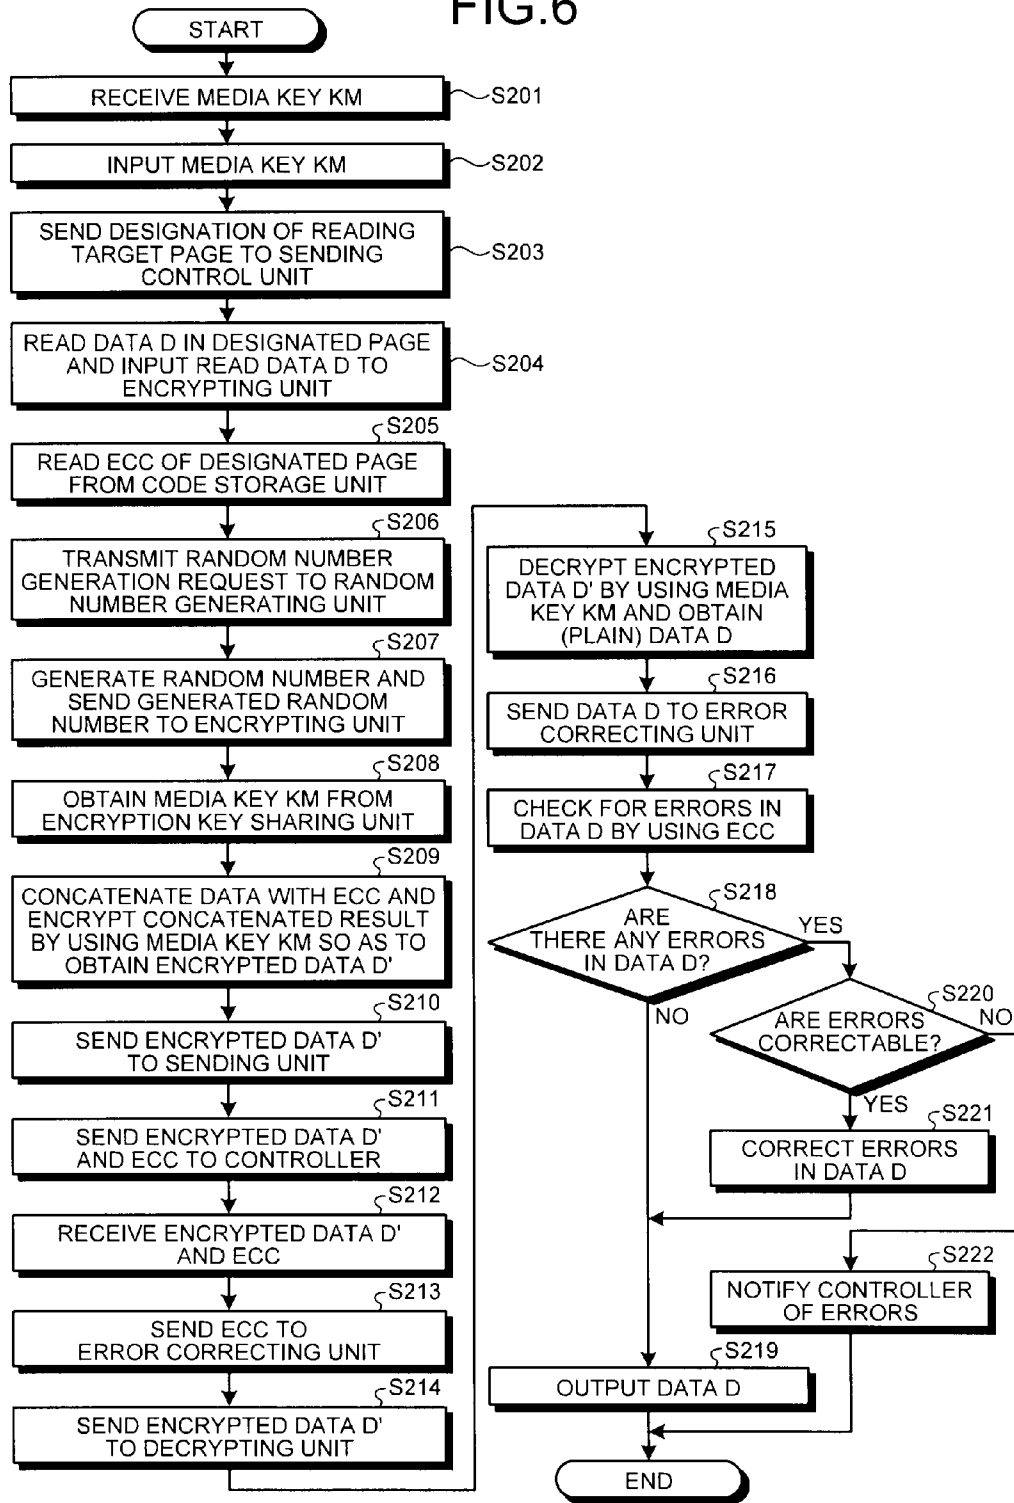 FIG.6
START
RECEIVE MEDIA KEY KM
S201
INPUT MEDIA KEY KM
S202
SEND DESIGNATION OF READING
TARGET PAGE TO SENDING
CONTROL UNIT
S203
READ DATA D IN DESIGNATED PAGE
AND INPUT READ DATA D TO
ENCRYPTING UNIT
S204
S205
READ ECC OF DESIGNATED PAGE
FROM CODE STORAGE UNIT
S206
TRANSMIT RANDOM NUMBER
GENERATION REQUEST TO RANDOM
NUMBER GENERATING UNIT
S207
GENERATE RANDOM NUMBER AND
SEND GENERATED RANDOM
NUMBER TO ENCRYPTING UNIT
S208
OBTAIN MEDIA KEY KM FROM
ENCRYPTION KEY SHARING UNIT
S209
CONCATENATE DATA WITH ECC AND
ENCRYPT CONCATENATED RESULT
BY USING MEDIA KEY KM SO AS TO
OBTAIN ENCRYPTED DATA D'
S210
SEND ENCRYPTED DATA D'
TO SENDING UNIT
S211
SEND ENCRYPTED DATA D'
AND ECC TO CONTROLLER
S212
RECEIVE ENCRYPTED DATA D'
AND ECC
S213
SEND ECC TO
ERROR CORRECTING UNIT
S214
SEND ENCRYPTED DATA D'
TO DECRYPTING UNIT
S215
DECRYPT ENCRYPTED
DATA D' BY USING MEDIA
KEY KM AND OBTAIN
(PLAIN) DATA D
S216
SEND DATA D TO ERROR
CORRECTING UNIT
S217
CHECK FOR ERRORS IN
DATA D BY USING ECC
S218
ARE
THERE ANY ERRORS
IN DATA D?
YES
NO
S220
ARE ERRORS
CORRECTABLE?
NO
YES
S221
CORRECT ERRORS
IN DATA D
S222
NOTIFY CONTROLLER
OF ERRORS
S219
OUTPUT DATA D
END